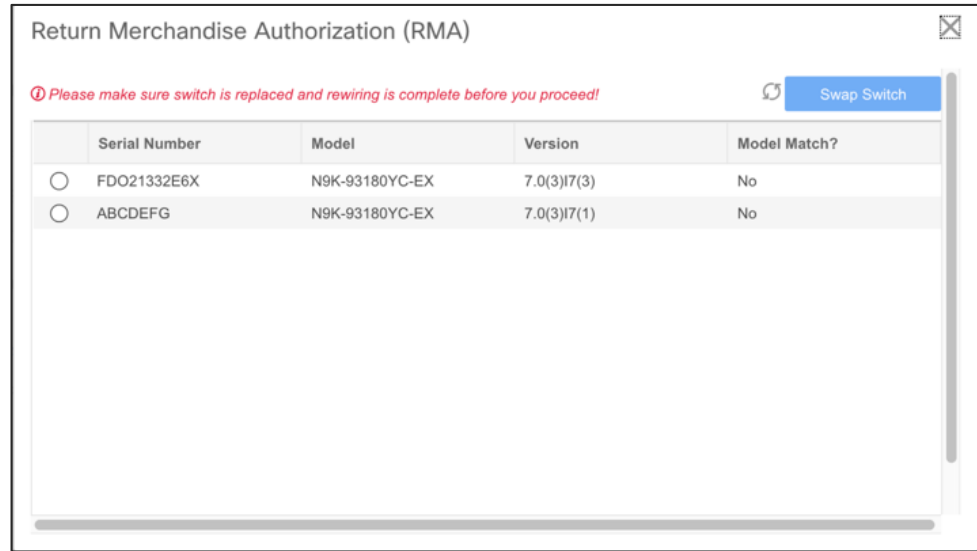 Return Merchandise Authorization (RMA)
Please make sure switch is replaced and rewiring is complete before you proceed!
Swap Switch
Serial Number Model Version Model Match?
FDO21332E6X N9K-93180YC-EX 7.0(3)I7(3) No
ABCDEFG N9K-93180YC-EX 7.0(3)I7(1) No